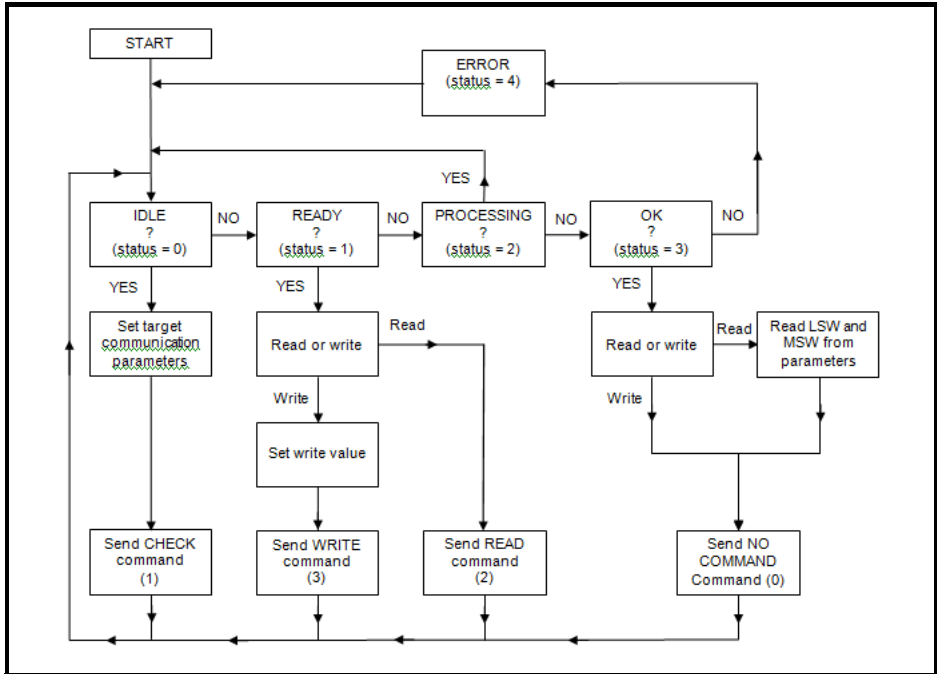 START
ERROR
(status = 4)
YES
IDLE
?
(status = 0)
NO
READY
?
(status = 1)
NO
PROCESSING
?
(status = 2)
NO
OK
?
(status = 3)
NO
YES
YES
YES
Set target
communication
parameters
Read or write
Read
Read or write
Read
Read LSW and
MSW from
parameters
Write
Write
Set write value
Send CHECK
command
(1)
Send WRITE
command
(3)
Send READ
command
(2)
Send NO
COMMAND
Command (0)